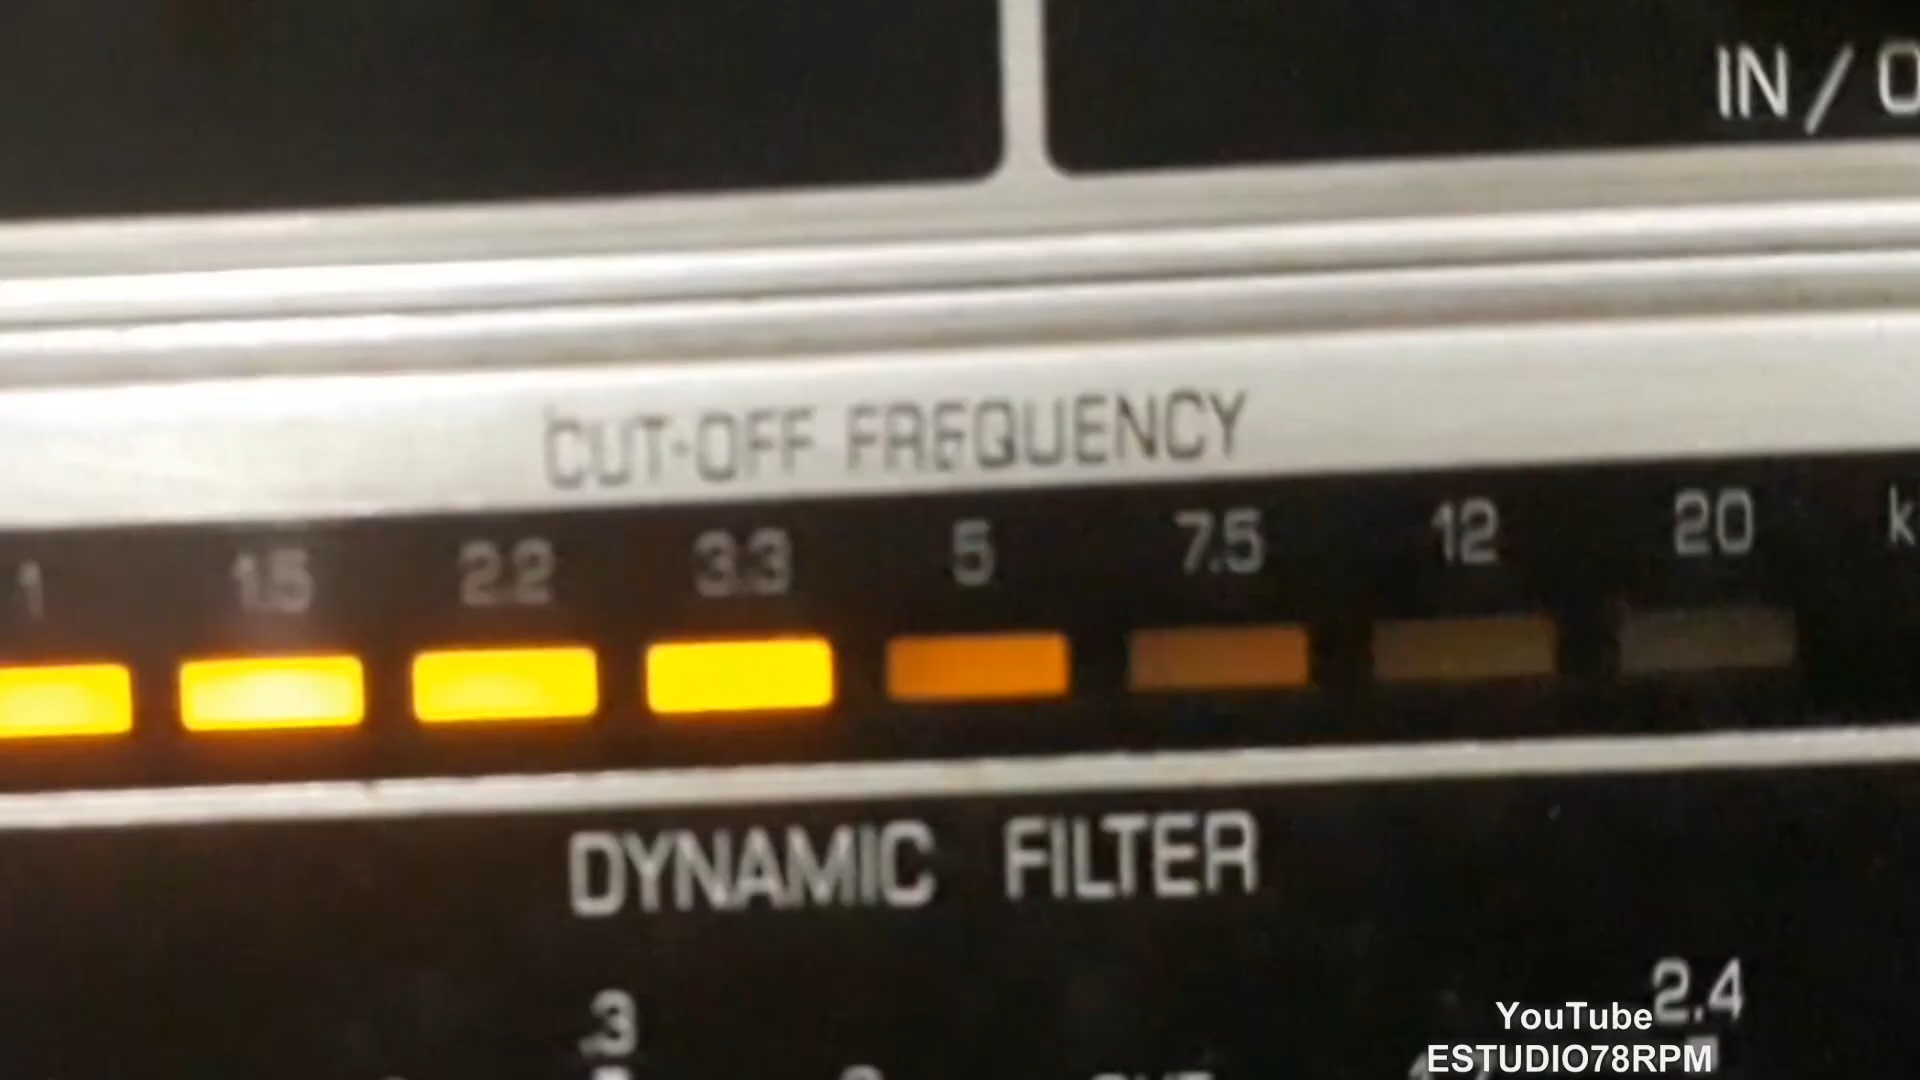 IN / O
CUT-OFF FREQUENCY
1 1.5 2.2 3.3 5 7.5 12 20 k
DYNAMIC FILTER
.3 2.4
YouTube
ESTUDIO78RPM